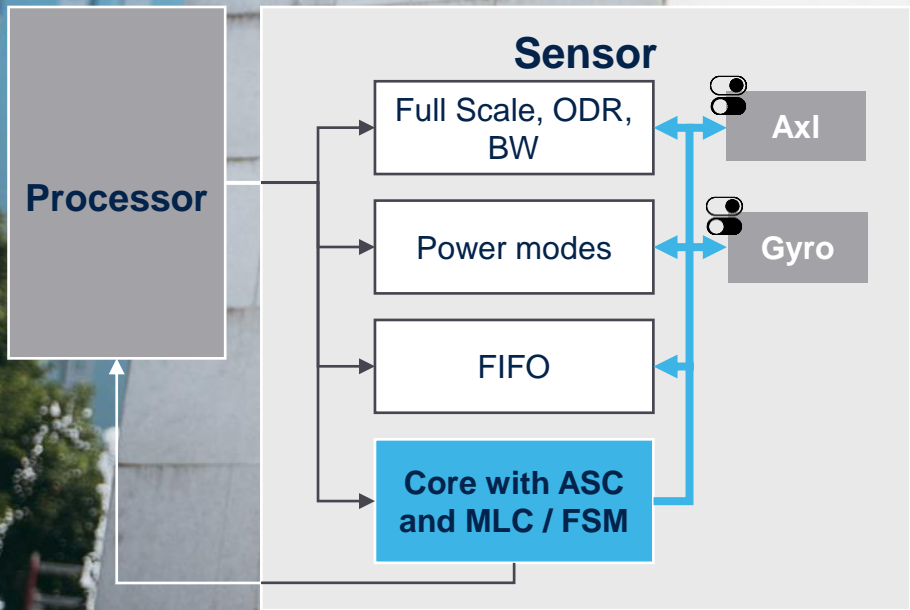 Sensor
Processor
Full Scale, ODR,
BW
Axl
Power modes
Gyro
FIFO
Core with ASC
and MLC / FSM